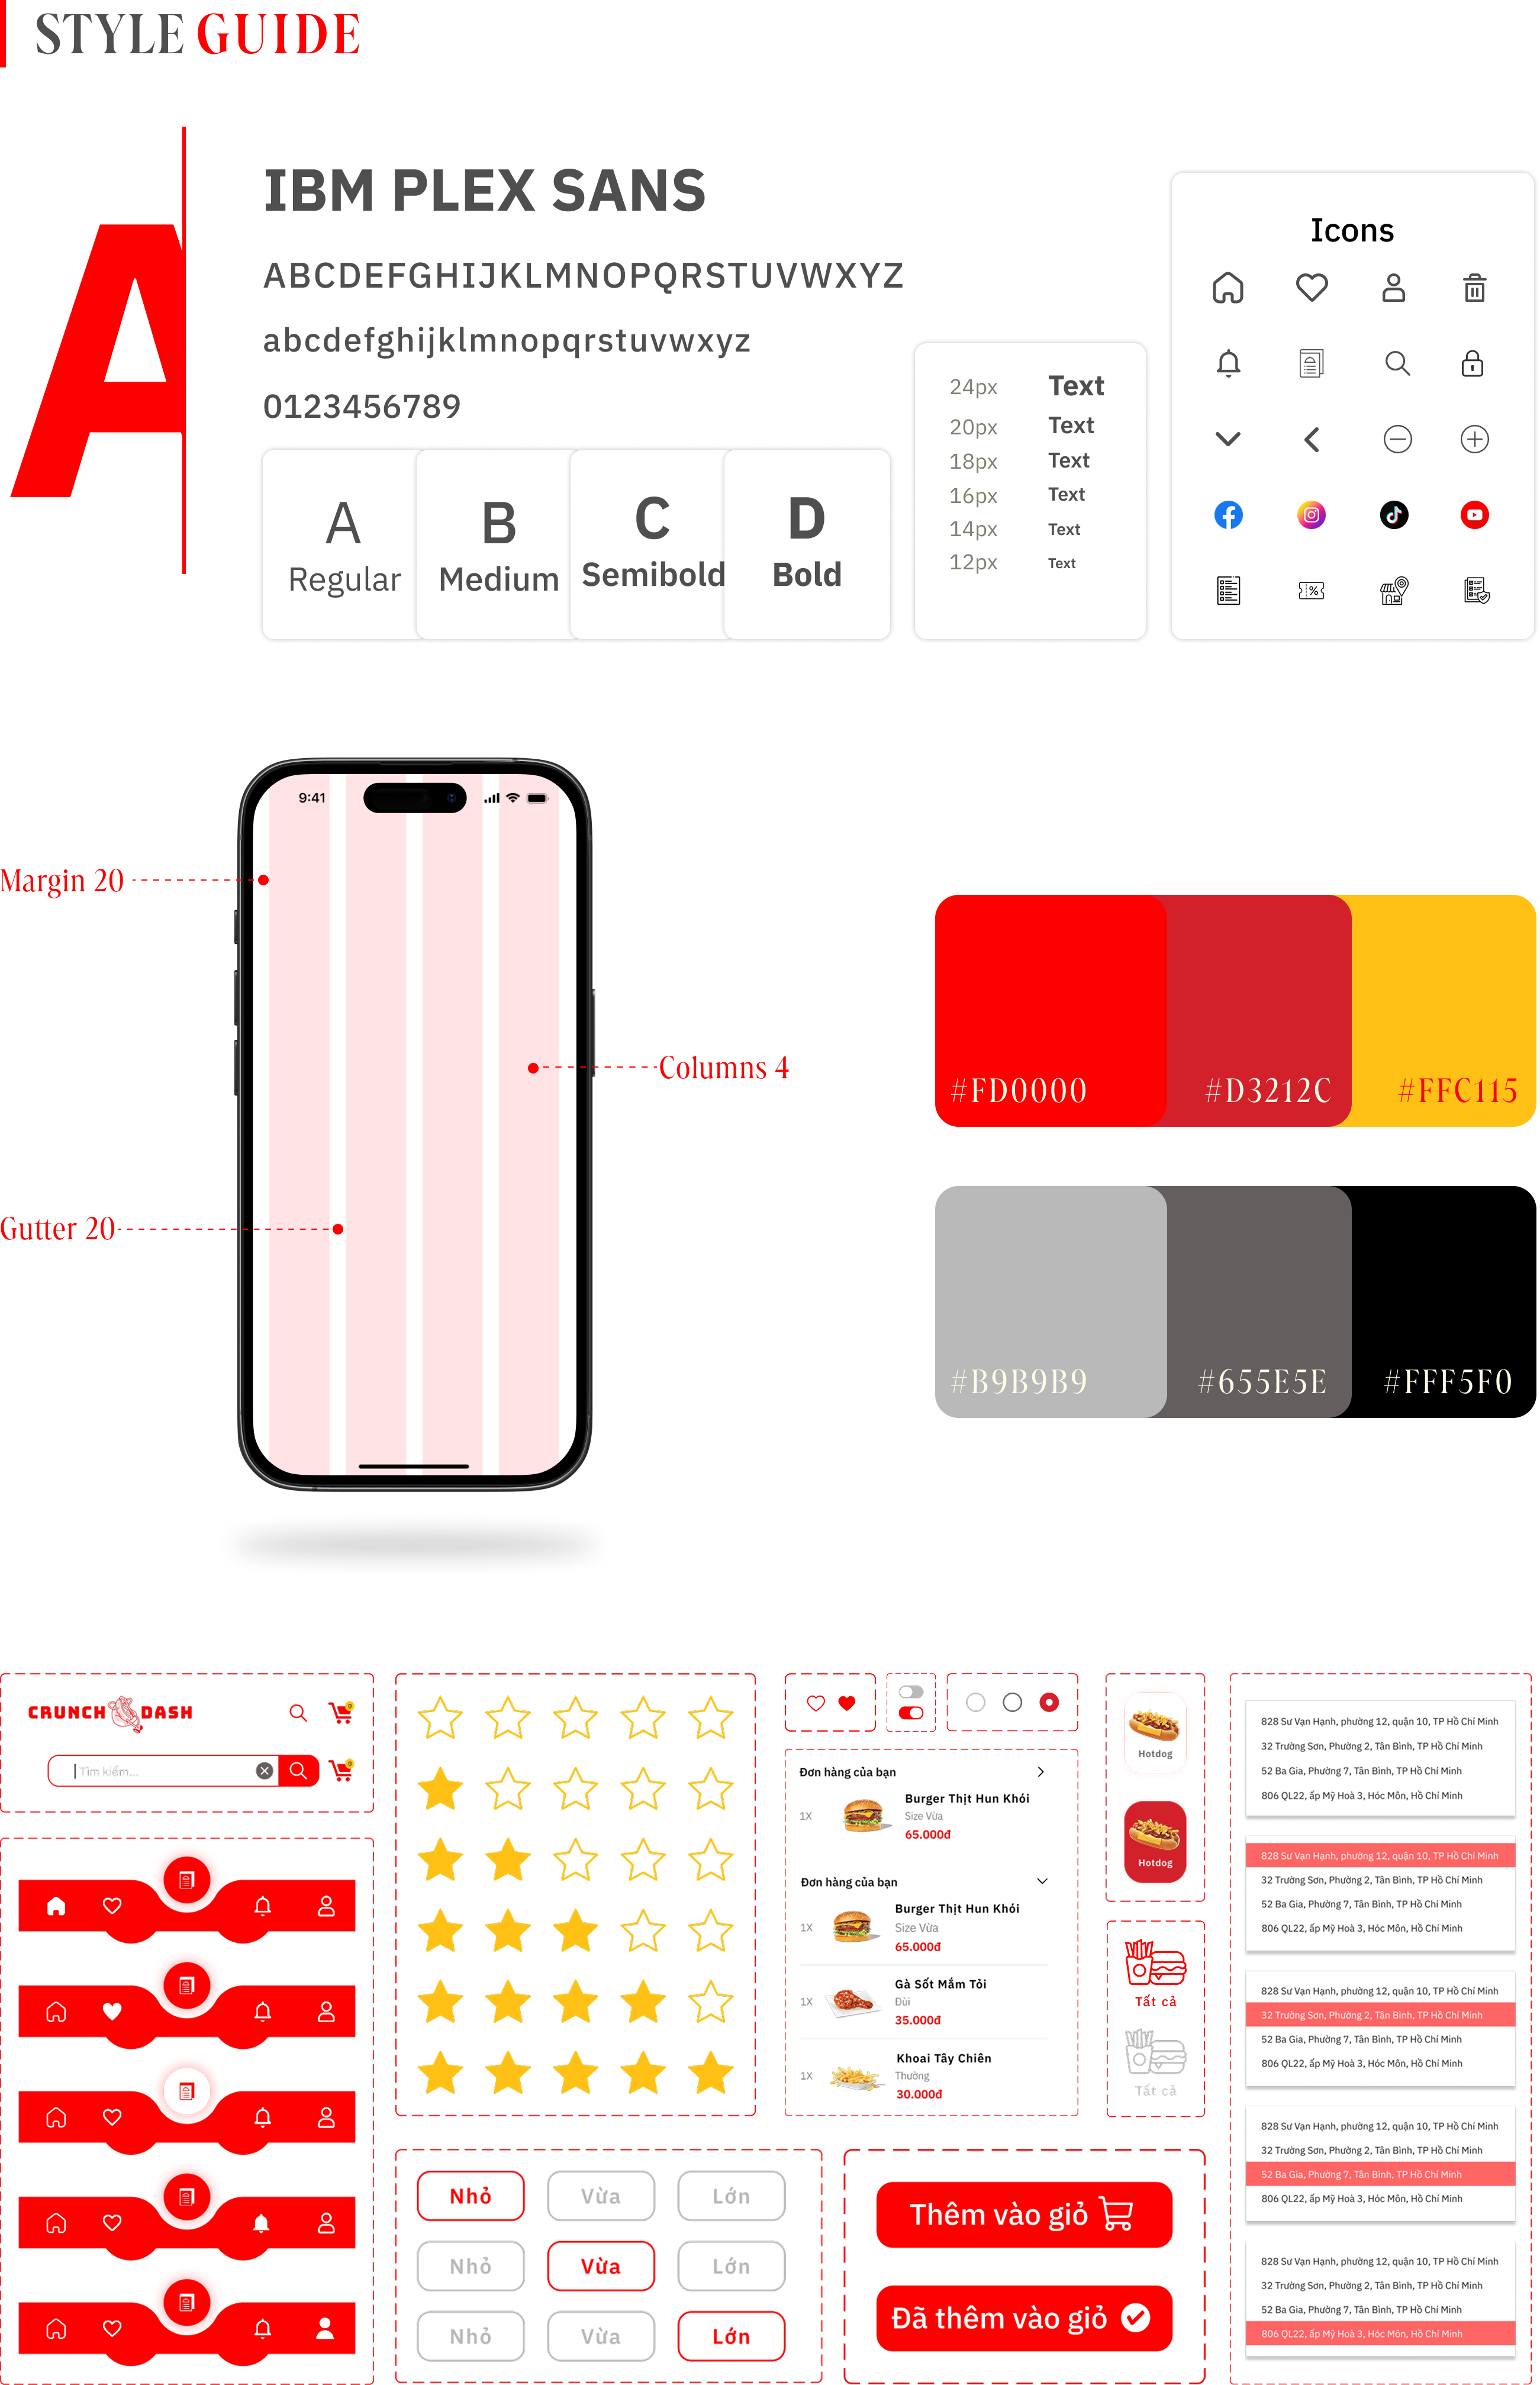 STYLE GUIDE
A
IBM PLEX SANS
ABCDEFGHIJKLMNOPQRSTUVWXYZ
abcdefghijklmnopqrstuvwxyz
0123456789
A
Regular
B
Medium
C
Semibold
D
Bold
24px Text
20px Text
18px Text
16px Text
14px Text
12px Text
Icons
9:41
Margin 20
Columns 4
Gutter 20
#FD0000
#D3212C
#FFC115
#B9B9B9
#655E5E
#FFF5F0
CRUNCH DASH
0
Tìm kiếm...
0
Đơn hàng của bạn
1X
Burger Thịt Hun Khói
Size Vừa
65.000đ
Đơn hàng của bạn
1X
Burger Thịt Hun Khói
Size Vừa
65.000đ
1X
Gà Sốt Mắm Tỏi
Đùi
35.000đ
1X
Khoai Tây Chiên
Thường
30.000đ
Hotdog
Hotdog
Tất cả
Tất cả
828 Sư Vạn Hạnh, phường 12, quận 10, TP Hồ Chí Minh
32 Trường Sơn, Phường 2, Tân Bình, TP Hồ Chí Minh
52 Ba Gia, Phường 7, Tân Bình, TP Hồ Chí Minh
806 QL22, ấp Mỹ Hoà 3, Hóc Môn, Hồ Chí Minh
828 Sư Vạn Hạnh, phường 12, quận 10, TP Hồ Chí Minh
32 Trường Sơn, Phường 2, Tân Bình, TP Hồ Chí Minh
52 Ba Gia, Phường 7, Tân Bình, TP Hồ Chí Minh
806 QL22, ấp Mỹ Hoà 3, Hóc Môn, Hồ Chí Minh
828 Sư Vạn Hạnh, phường 12, quận 10, TP Hồ Chí Minh
32 Trường Sơn, Phường 2, Tân Bình, TP Hồ Chí Minh
52 Ba Gia, Phường 7, Tân Bình, TP Hồ Chí Minh
806 QL22, ấp Mỹ Hoà 3, Hóc Môn, Hồ Chí Minh
828 Sư Vạn Hạnh, phường 12, quận 10, TP Hồ Chí Minh
32 Trường Sơn, Phường 2, Tân Bình, TP Hồ Chí Minh
52 Ba Gia, Phường 7, Tân Bình, TP Hồ Chí Minh
806 QL22, ấp Mỹ Hoà 3, Hóc Môn, Hồ Chí Minh
828 Sư Vạn Hạnh, phường 12, quận 10, TP Hồ Chí Minh
32 Trường Sơn, Phường 2, Tân Bình, TP Hồ Chí Minh
52 Ba Gia, Phường 7, Tân Bình, TP Hồ Chí Minh
806 QL22, ấp Mỹ Hoà 3, Hóc Môn, Hồ Chí Minh
Nhỏ Vừa Lớn
Nhỏ Vừa Lớn
Nhỏ Vừa Lớn
Thêm vào giỏ
Đã thêm vào giỏ